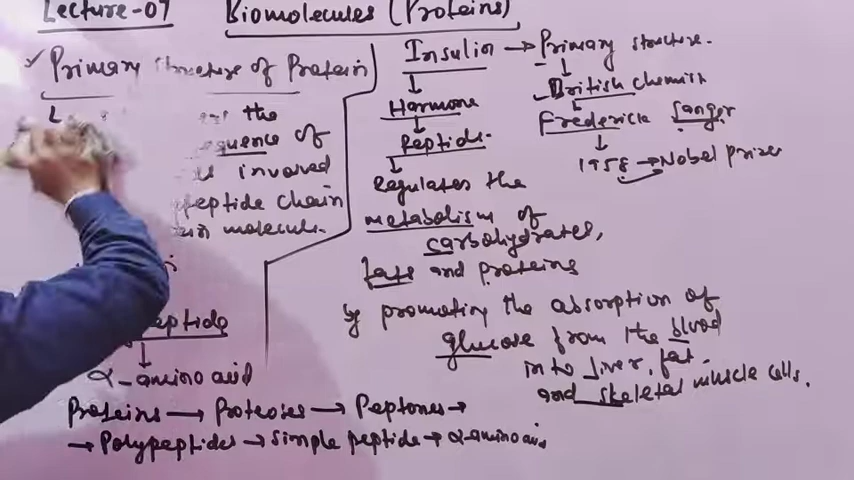 Lecture-07 Biomolecules (Proteins)
✓ Primary Structure of Protein
the
sequence of
invoved
peptide chain
molecule.
peptide
↓
α-amino acid
Proteins → Proteoses → Peptones →
→ Polypeptides → Simple peptide → α-amino acid
Insulin → Primary structure.
↓
British chemist
↓
Frederick Sanger
↓
1958 → Nobel prizes
↓
Harmone
↓
Peptide.
Regulates the
metabolism of
carbohydrates,
fats and proteins
by promoting the absorption of
glucose from the blood
into liver, fat.
and skeletal muscle cells.